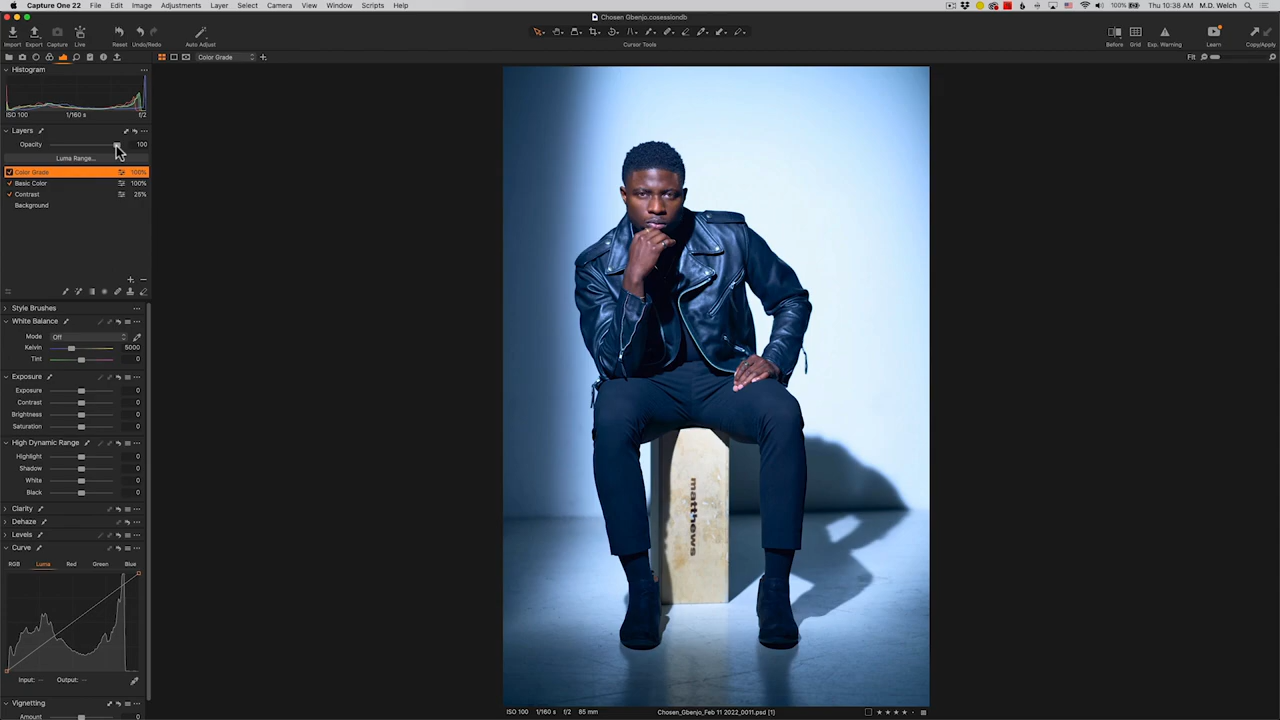 Capture One 22 File Edit Image Adjustments Layer Select Camera View Window Scripts Help 100% Thu 10:38 AM M.D. Welch
Chosen Gbenjo.cosessiondb
Import Export Capture Live Reset Undo/Redo Auto Adjust Cursor Tools Before Grid Exp. Warning Learn Copy/Apply
Color Grade Fit
Histogram
ISO 100 1/160 s f/2
Layers
Opacity 100
Luma Range...
Color Grade 100%
Basic Color 100%
Contrast 25%
Background
Style Brushes
White Balance
Mode Off
Kelvin 5000
Tint 0
Exposure
Exposure 0
Contrast 0
Brightness 0
Saturation 0
High Dynamic Range
Highlight 0
Shadow 0
White 0
Black 0
Clarity
Dehaze
Levels
Curve
RGB Luma Red Green Blue
Input: -- Output: --
Vignetting
Amount 0
matthews
ISO 100 1/160 s f/2 85 mm Chosen_Gbenjo_Feb 11 2022_0011.psd [1]